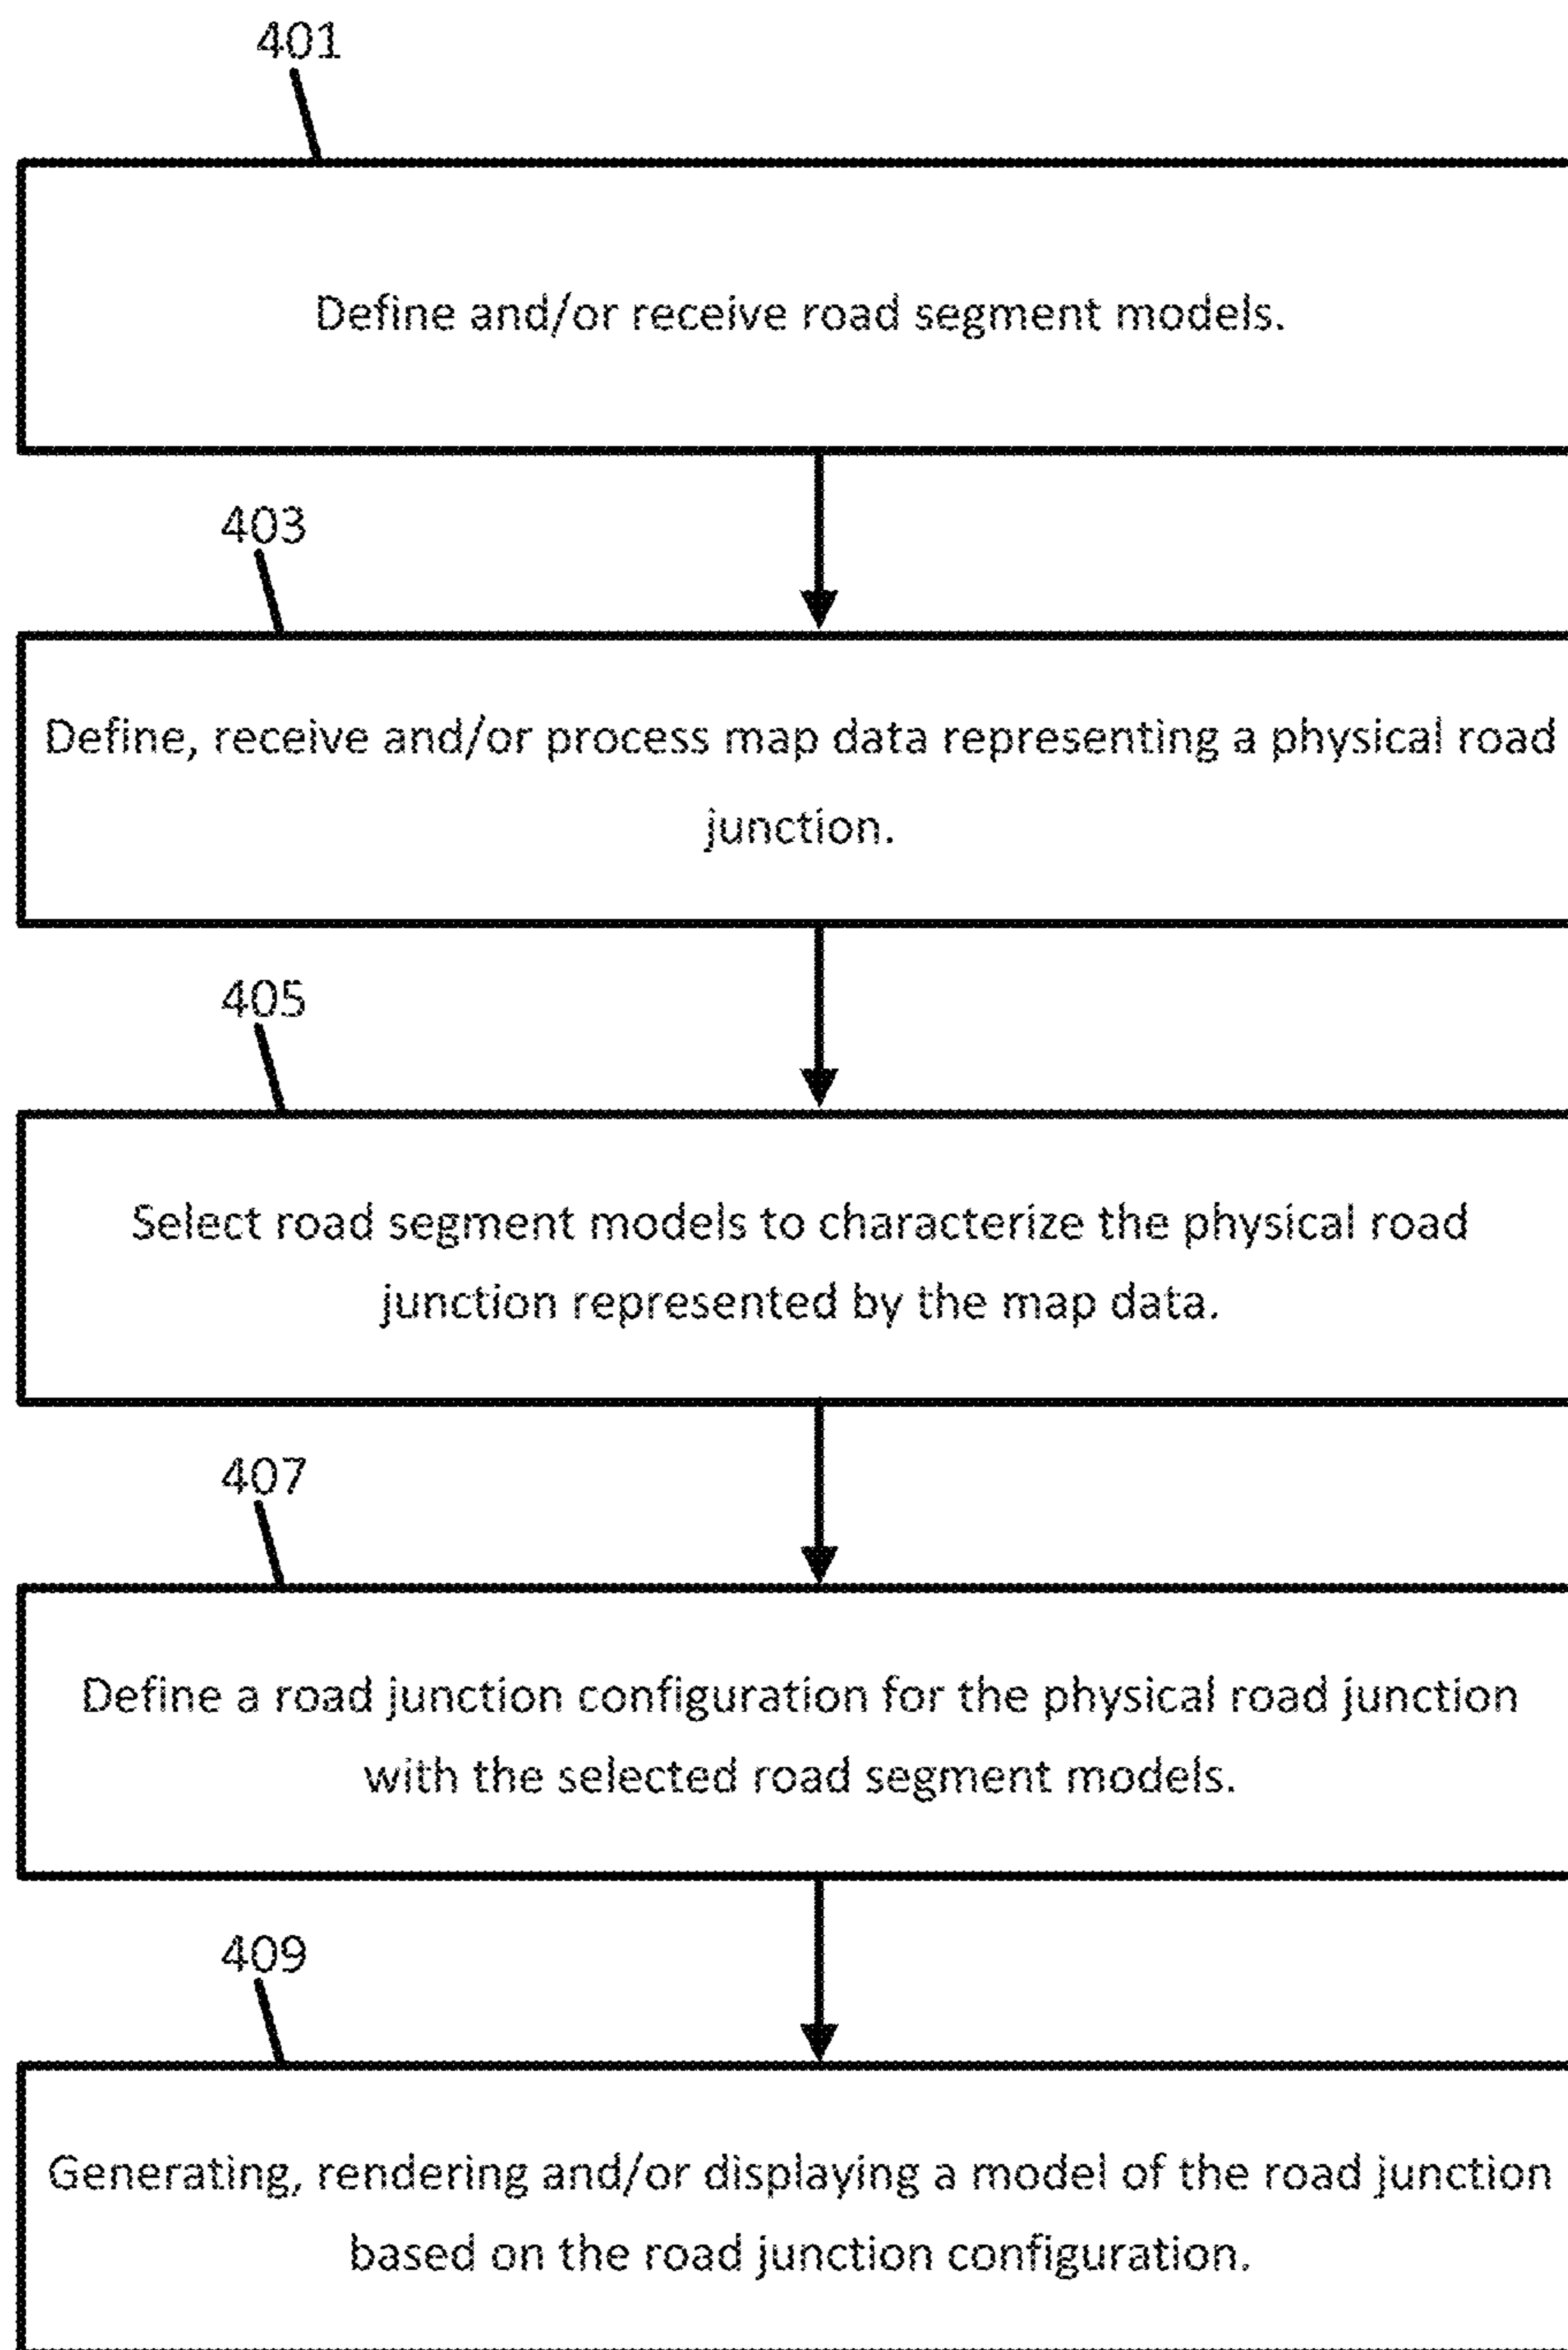 401
Define and/or receive road segment models.
403
Define, receive and/or process map data representing a physical road
junction.
405
Select road segment models to characterize the physical road
junction represented by the map data.
407
Define a road junction configuration for the physical road junction
with the selected road segment models.
409
Generating, rendering and/or displaying a model of the road junction
based on the road junction configuration.